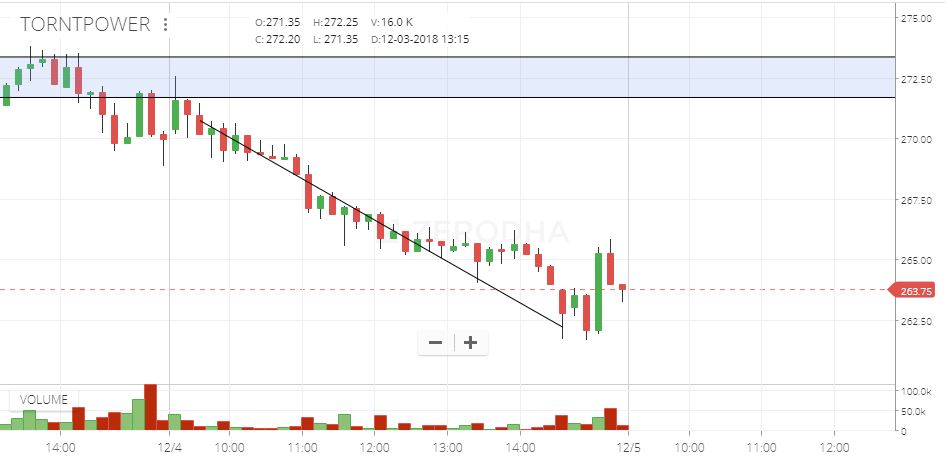 TORNTPOWER
O:271.35 H:272.25 V:16.0 K
C: 272.20 L: 271.35 D:12-03-2018 13:15
275.00
272.50
270.00
267.50
ZERODHA
265.00
263.75
262.50
− +
VOLUME
100.0k
50.0k
0
14:00 12/4 10:00 11:00 12:00 13:00 14:00 12/5 10:00 11:00 12:00